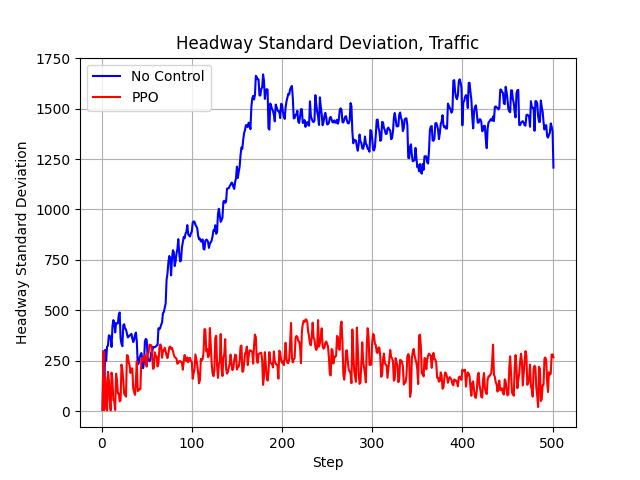 Headway Standard Deviation, Traffic
No Control
PPO
Headway Standard Deviation
1750
1500
1250
1000
750
500
250
0
0 100 200 300 400 500
Step